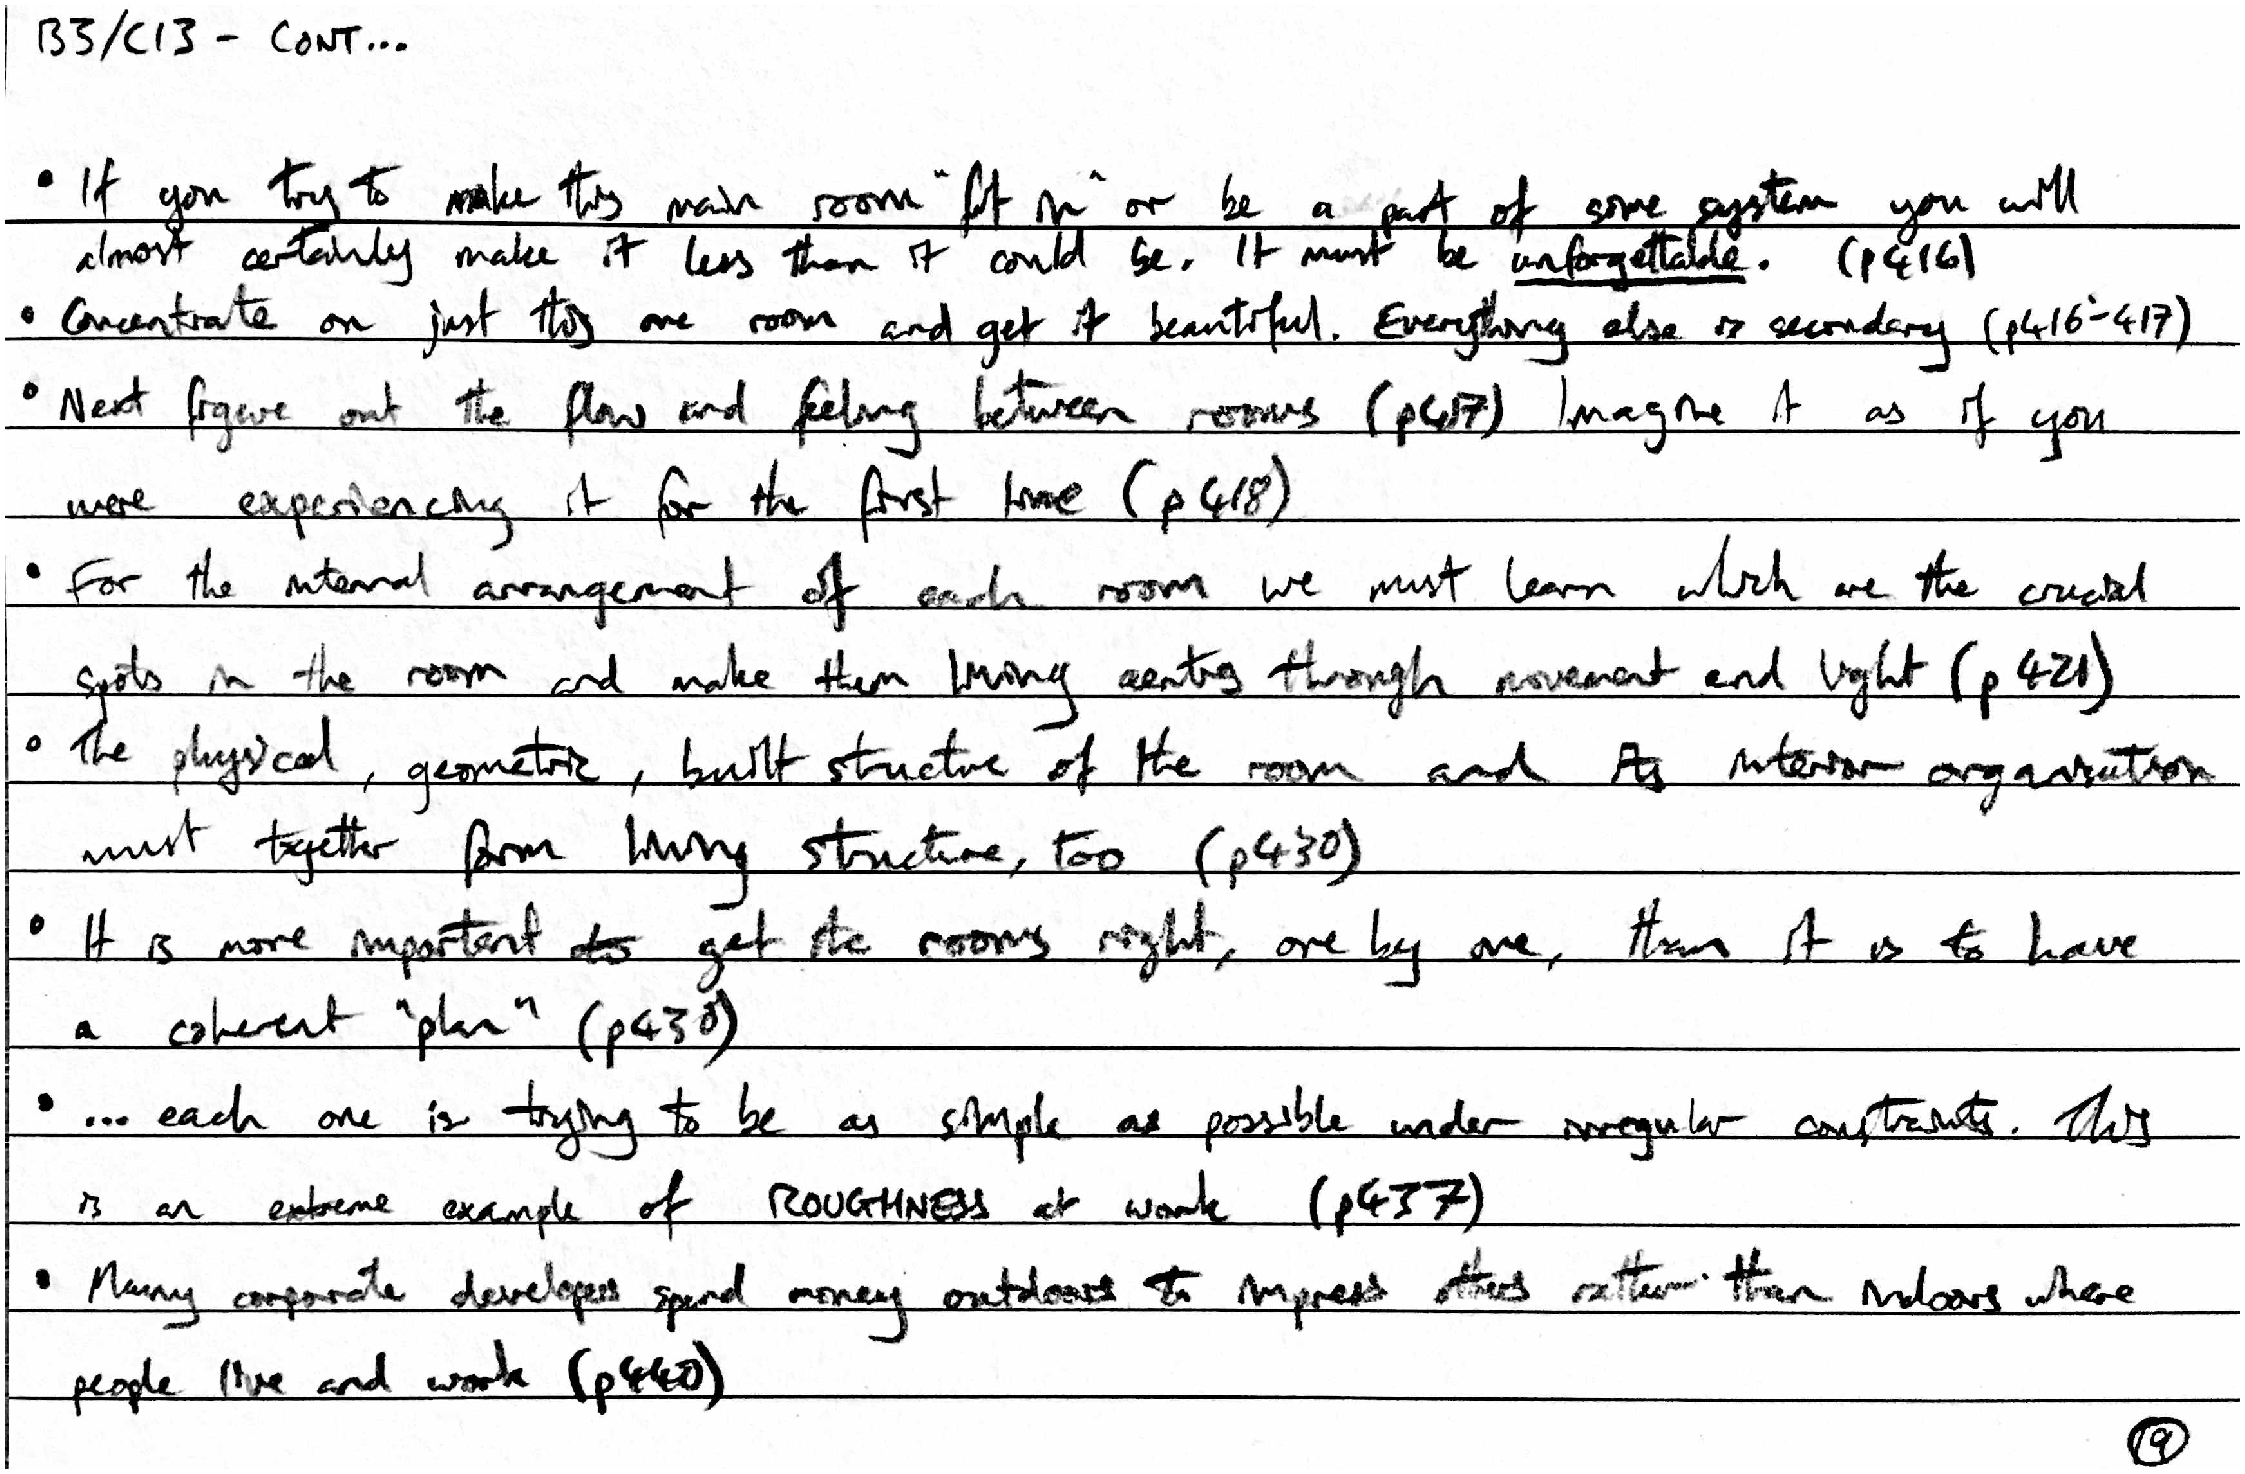 B3/C13 - CONT...
• If you try to make this main room "fit in" or be a part of some system you will
almost certainly make it less than it could be. It must be unforgettable. (p416)
• Concentrate on just this one room and get it beautiful. Everything else is secondary (p416-417)
• Next figure out the flow and feeling between rooms (p417) Imagine it as if you
were experiencing it for the first time (p418)
• For the internal arrangement of each room we must learn which are the crucial
spots in the room and make them living centres through movement and light (p421)
• The physical, geometric, built structure of the room and its interior organisation
must together form living structure, too (p430)
• It is more important to get the rooms right, one by one, than it is to have
a coherent "plan" (p430)
• ... each one is trying to be as simple as possible under irregular constraints. This
is an extreme example of ROUGHNESS at work (p437)
• Many corporate developers spend money outdoors to impress others rather than indoors where
people live and work (p440)
19